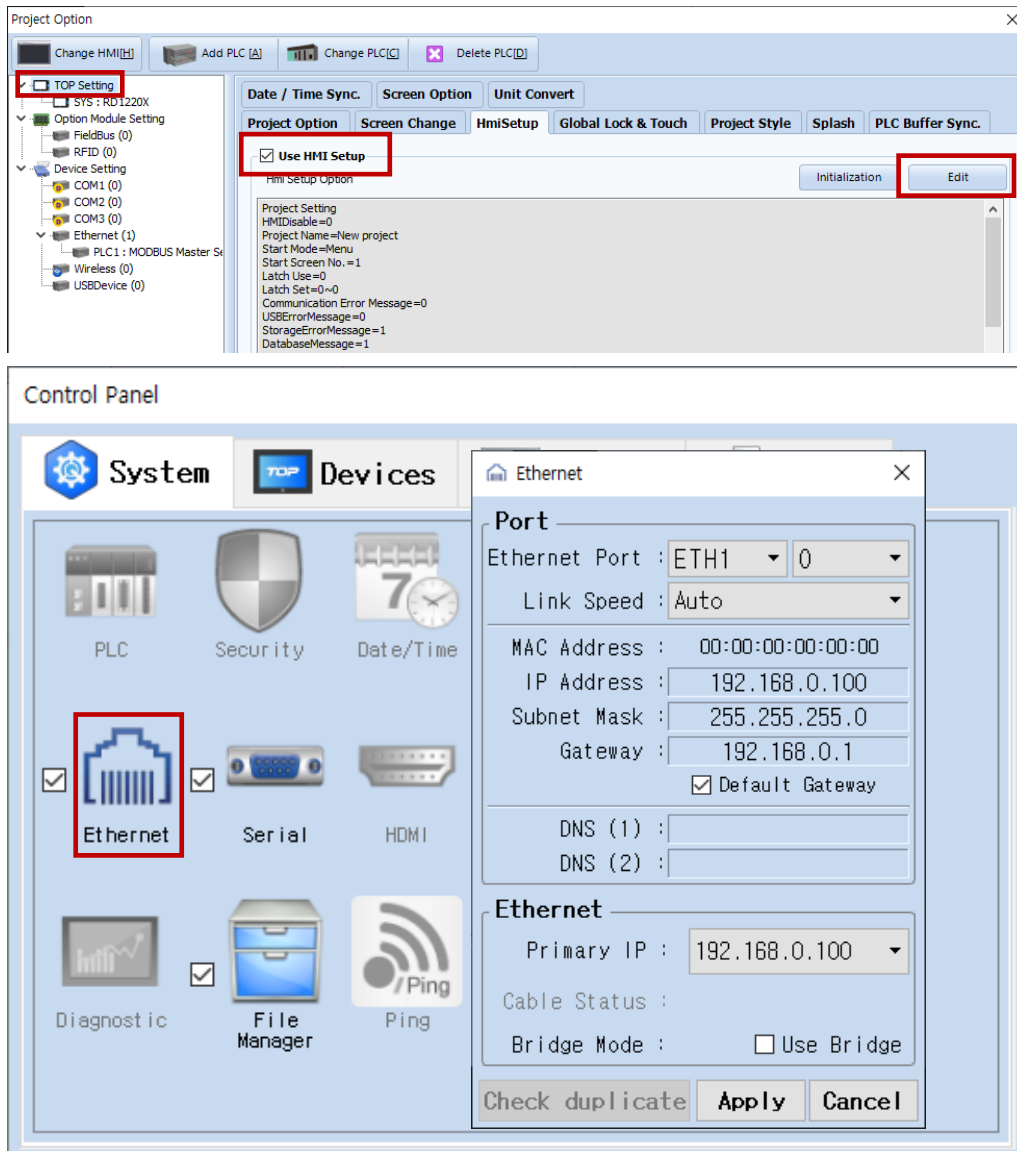 Project Option
Change HMI[H]
Add PLC [A]
Change PLC[C]
Delete PLC[D]
TOP Setting
SYS : RD1220X
Option Module Setting
FieldBus (0)
RFID (0)
Device Setting
COM1 (0)
COM2 (0)
COM3 (0)
Ethernet (1)
PLC1 : MODBUS Master Se
Wireless (0)
USBDevice (0)
Date / Time Sync.
Screen Option
Unit Convert
Project Option
Screen Change
HmiSetup
Global Lock & Touch
Project Style
Splash
PLC Buffer Sync.
Use HMI Setup
Hmi Setup Option
Initialization
Edit
Project Setting
HMIDisable=0
Project Name=New project
Start Mode=Menu
Start Screen No.=1
Latch Use=0
Latch Set=0~0
Communication Error Message=0
USBErrorMessage=0
StorageErrorMessage=1
DatabaseMessage=1
Control Panel
System
TOP
Devices
PLC
Security
7
Date/Time
Ethernet
Serial
HDMI
Diagnostic
File
Manager
/Ping
Ping
Ethernet
Port
Ethernet Port : ETH1 0
Link Speed : Auto
MAC Address : 00:00:00:00:00:00
IP Address : 192.168.0.100
Subnet Mask : 255.255.255.0
Gateway : 192.168.0.1
Default Gateway
DNS (1) :
DNS (2) :
Ethernet
Primary IP : 192.168.0.100
Cable Status :
Bridge Mode : Use Bridge
Check duplicate
Apply
Cancel